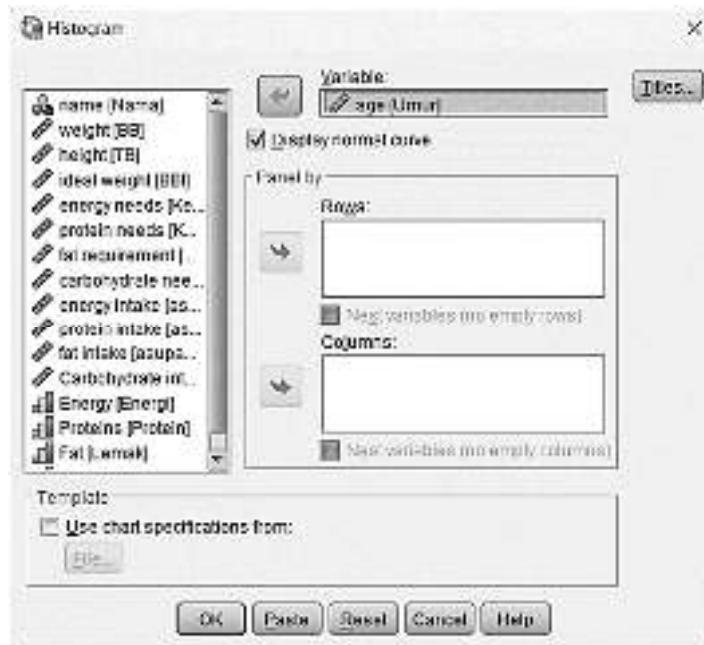 Histogram
Variable:
age [Umur]
Titles...
Display normal curve
name [Nama]
weight [BB]
height [TB]
ideal weight [BBI]
energy needs [Ke...
protein needs [K...
fat requirement [...
carbohydrate nee...
energy intake [as...
protein intake [as...
fat intake [asupa...
Carbohydrate int...
Energy [Energi]
Proteins [Protein]
Fat [Lemak]
Panel by
Rows:
Nest variables (no empty rows)
Columns:
Nest variables (no empty columns)
Template
Use chart specifications from:
File...
OK
Paste
Reset
Cancel
Help